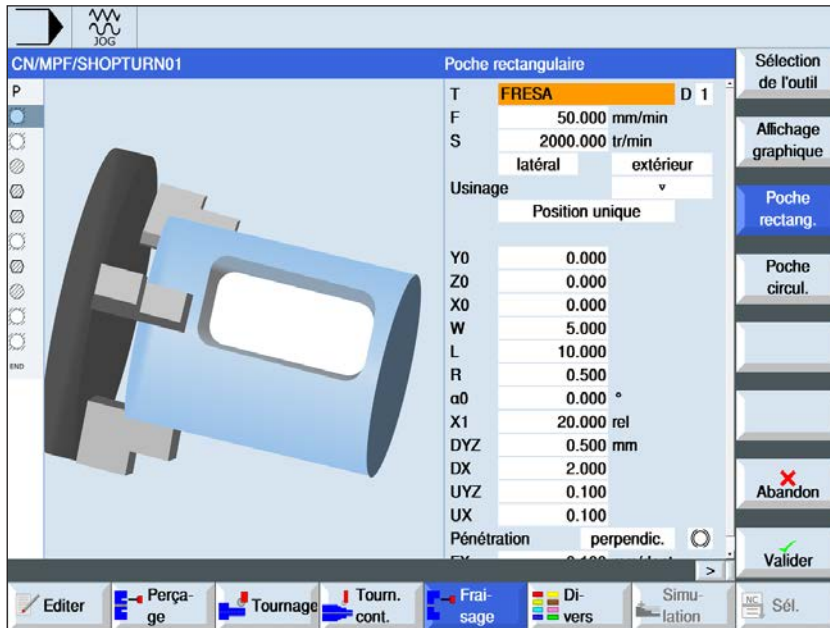 JOG
CN/MPF/SHOPTURN01
Poche rectangulaire
P
END
T FRESA D 1
F 50.000 mm/min
S 2000.000 tr/min
latéral extérieur
Usinage ▿
Position unique
Y0 0.000
Z0 0.000
X0 0.000
W 5.000
L 10.000
R 0.500
α0 0.000 °
X1 20.000 rel
DYZ 0.500 mm
DX 2.000
UYZ 0.100
UX 0.100
Pénétration perpendic.
>
Sélection
de l'outil
Affichage
graphique
Poche
rectang.
Poche
circul.
Abandon
Valider
Editer
Perça-
ge
Tournage
Tourn.
cont.
Frai-
sage
Di-
vers
Simu-
lation
NC
Sél.